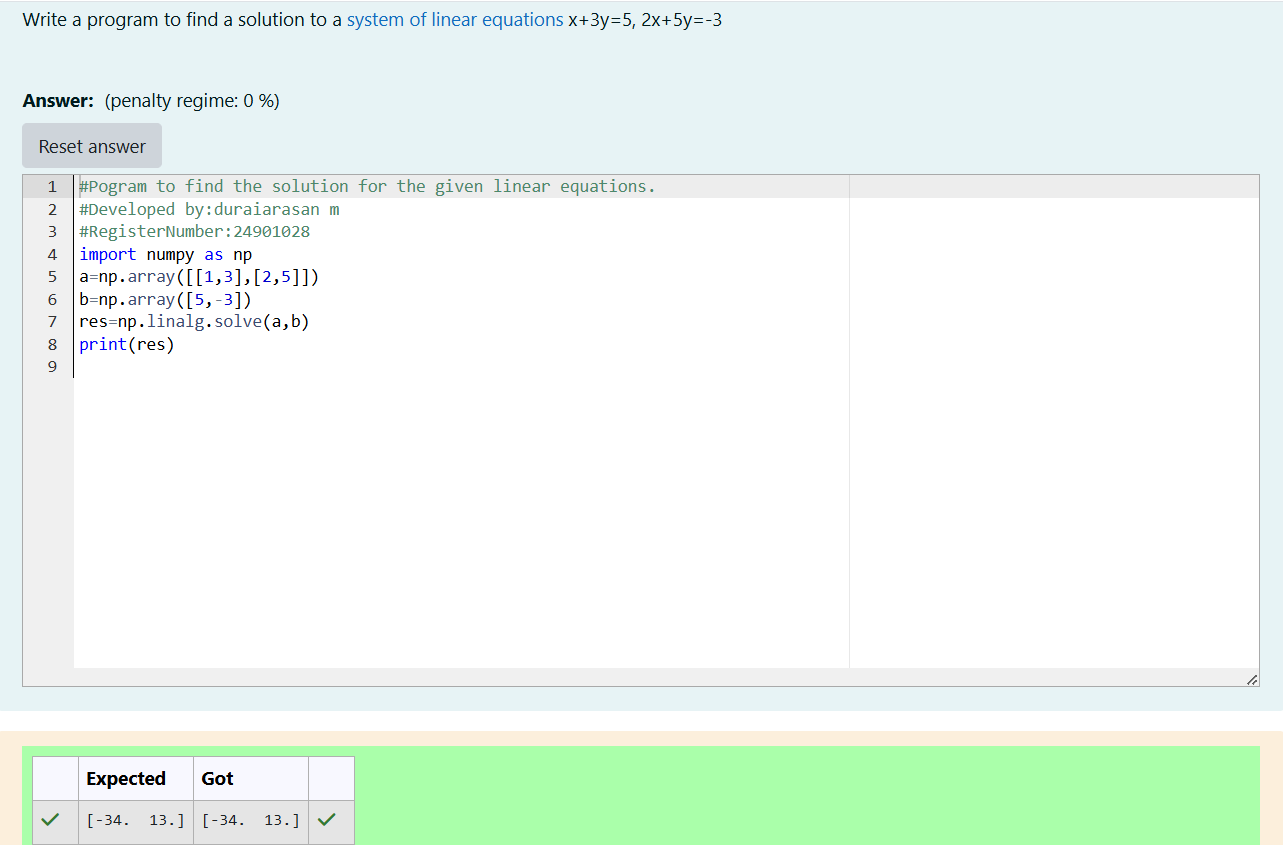 Write a program to find a solution to a system of linear equations x+3y=5, 2x+5y=-3
Answer: (penalty regime: 0 %)
Reset answer
1 #Pogram to find the solution for the given linear equations.
2 #Developed by:duraiarasan m
3 #RegisterNumber:24901028
4 import numpy as np
5 a=np.array([[1,3],[2,5]])
6 b=np.array([5,-3])
7 res=np.linalg.solve(a,b)
8 print(res)
9
Expected Got
[-34.  13.] [-34.  13.]